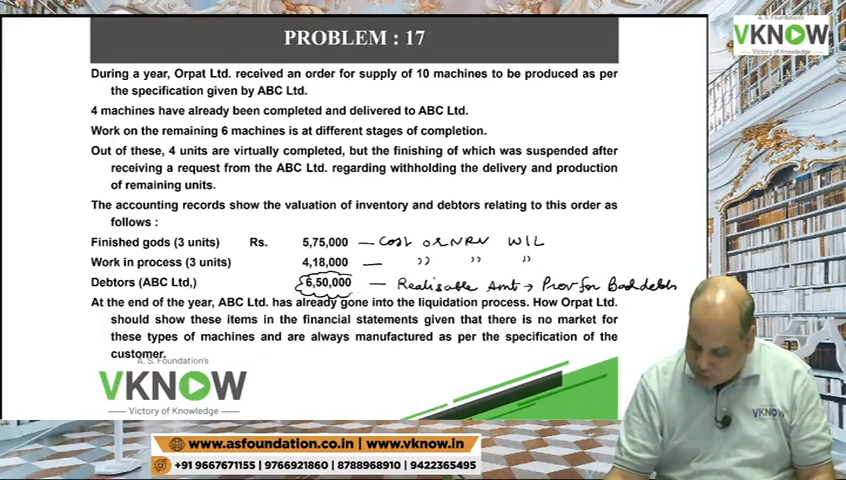 PROBLEM : 17
A. S. Foundation's
VKNOW
Victory of Knowledge
During a year, Orpat Ltd. received an order for supply of 10 machines to be produced as per
the specification given by ABC Ltd.
4 machines have already been completed and delivered to ABC Ltd.
Work on the remaining 6 machines is at different stages of completion.
Out of these, 4 units are virtually completed, but the finishing of which was suspended after
receiving a request from the ABC Ltd. regarding withholding the delivery and production
of remaining units.
The accounting records show the valuation of inventory and debtors relating to this order as
follows :
Finished gods (3 units) Rs. 5,75,000 — Cost or NRV WIL
Work in process (3 units) 4,18,000 — ,, ,, ,,
Debtors (ABC Ltd,) 6,50,000 — Realisable Amt → Prov for Bad debts
At the end of the year, ABC Ltd. has already gone into the liquidation process. How Orpat Ltd.
should show these items in the financial statements given that there is no market for
these types of machines and are always manufactured as per the specification of the
customer.
A. S. Foundation's
VKNOW
— Victory of Knowledge —
VKNOW
www.asfoundation.co.in | www.vknow.in
+91 9667671155 | 9766921860 | 8788968910 | 9422365495